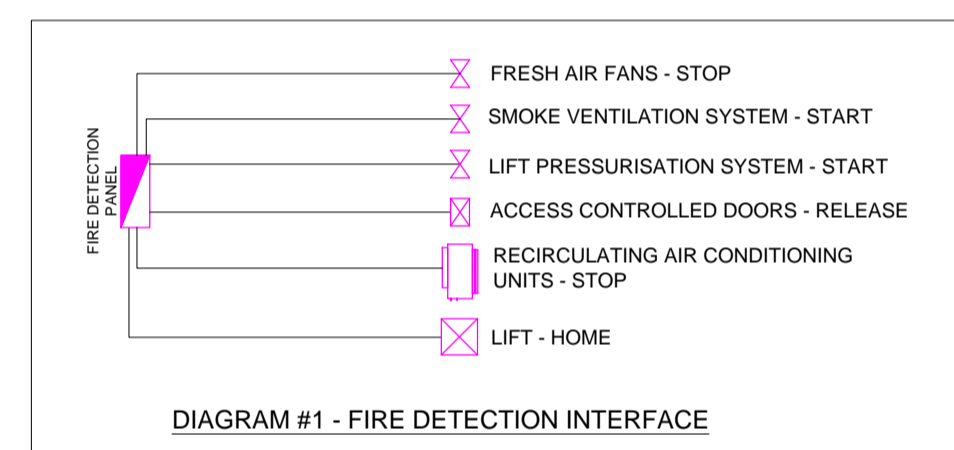 FIRE DETECTION
PANEL
FRESH AIR FANS - STOP
SMOKE VENTILATION SYSTEM - START
LIFT PRESSURISATION SYSTEM - START
ACCESS CONTROLLED DOORS - RELEASE
RECIRCULATING AIR CONDITIONING
UNITS - STOP
LIFT - HOME
DIAGRAM #1 - FIRE DETECTION INTERFACE